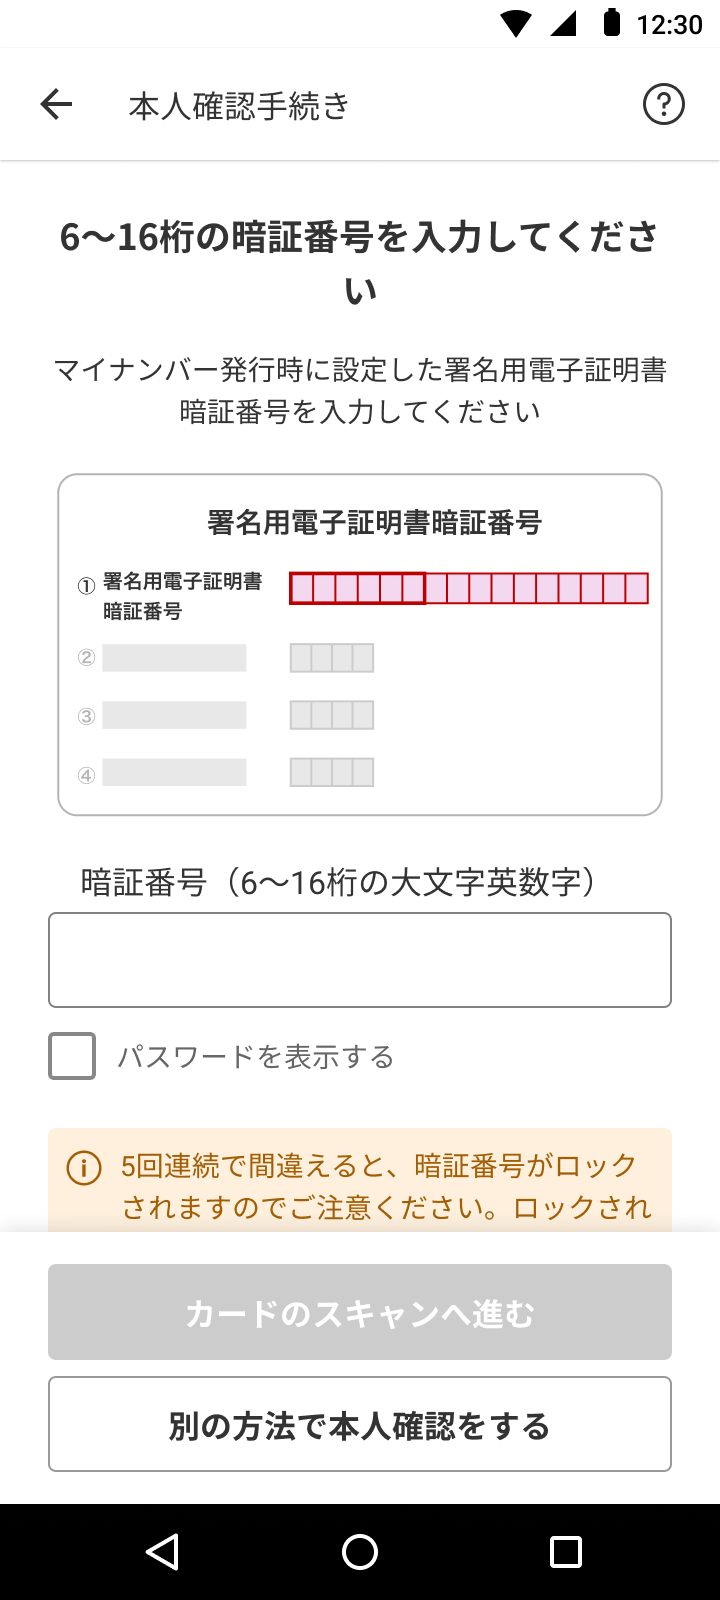 12:30
本人確認手続き
6〜16桁の暗証番号を入力してくださ
い
マイナンバー発行時に設定した署名用電子証明書
暗証番号を入力してください
署名用電子証明書暗証番号
① 署名用電子証明書
暗証番号
②
③
④
暗証番号（6〜16桁の大文字英数字）
パスワードを表示する
5回連続で間違えると、暗証番号がロック
されますのでご注意ください。ロックされ
カードのスキャンへ進む
別の方法で本人確認をする